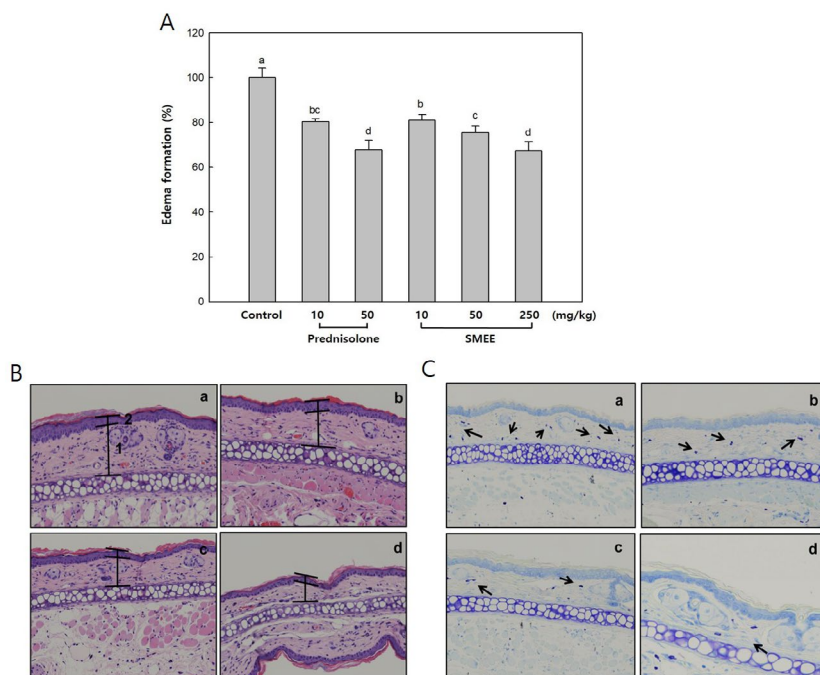 A
120
100
80
60
40
20
0
Edema formation (%)
a
bc
d
b
c
d
Control
10
50
10
50
250
(mg/kg)
Prednisolone
SMEE
B
a
2
1
b
c
d
C
a
b
c
d